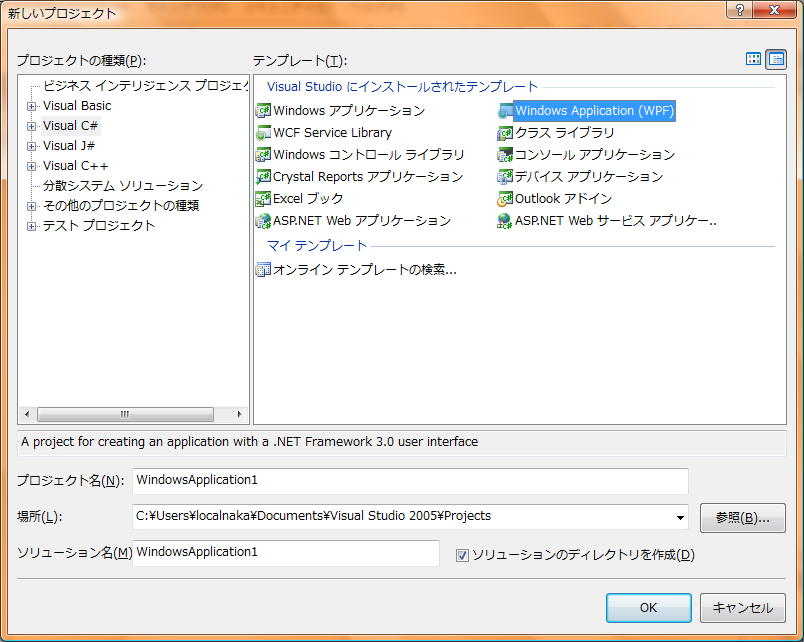 新しいプロジェクト
プロジェクトの種類(P):
テンプレート(T):
ビジネス インテリジェンス プロジェク
Visual Basic
Visual C#
Visual J#
Visual C++
分散システム ソリューション
その他のプロジェクトの種類
テスト プロジェクト
Visual Studio にインストールされたテンプレート
Windows アプリケーション
Windows Application (WPF)
WCF Service Library
クラス ライブラリ
Windows コントロール ライブラリ
コンソール アプリケーション
Crystal Reports アプリケーション
デバイス アプリケーション
Excel ブック
Outlook アドイン
ASP.NET Web アプリケーション
ASP.NET Web サービス アプリケー..
マイ テンプレート
オンライン テンプレートの検索...
A project for creating an application with a .NET Framework 3.0 user interface
プロジェクト名(N):
WindowsApplication1
場所(L):
C:¥Users¥localnaka¥Documents¥Visual Studio 2005¥Projects
参照(B)...
ソリューション名(M)
WindowsApplication1
ソリューションのディレクトリを作成(D)
OK
キャンセル